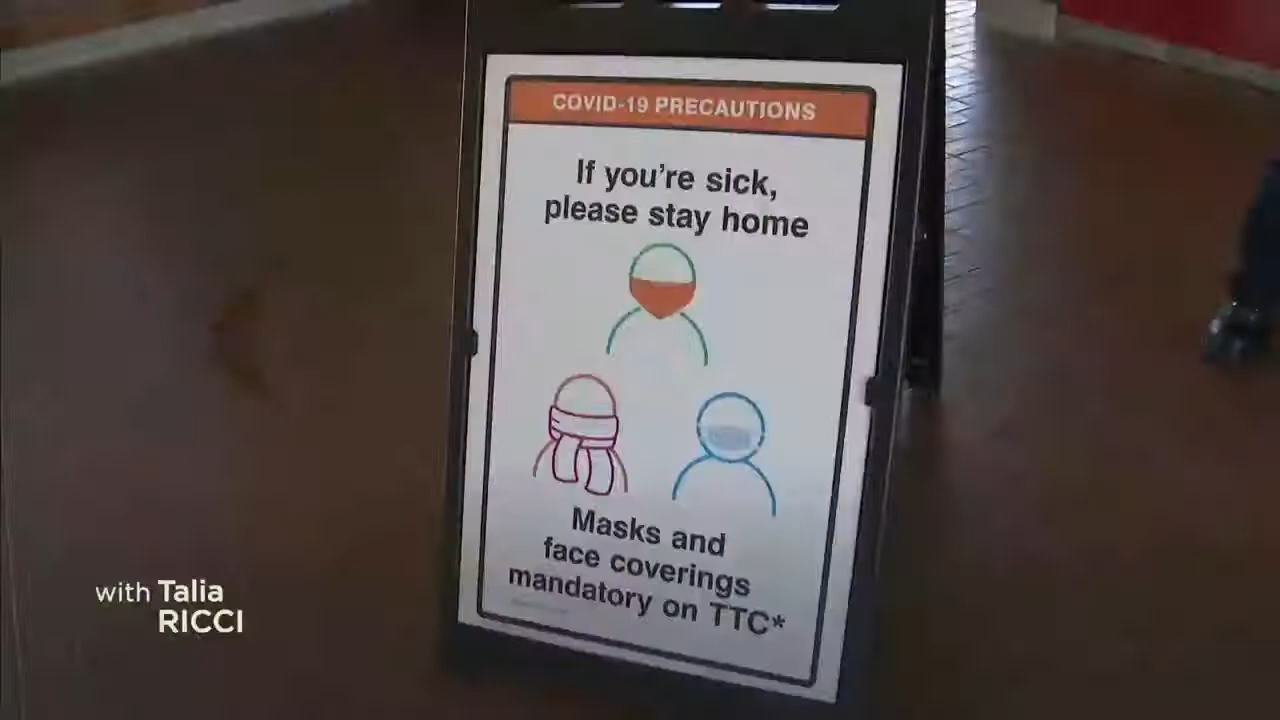 COVID-19 PRECAUTIONS
If you're sick,
please stay home
Masks and
face coverings
mandatory on TTC*
with Talia
RICCI